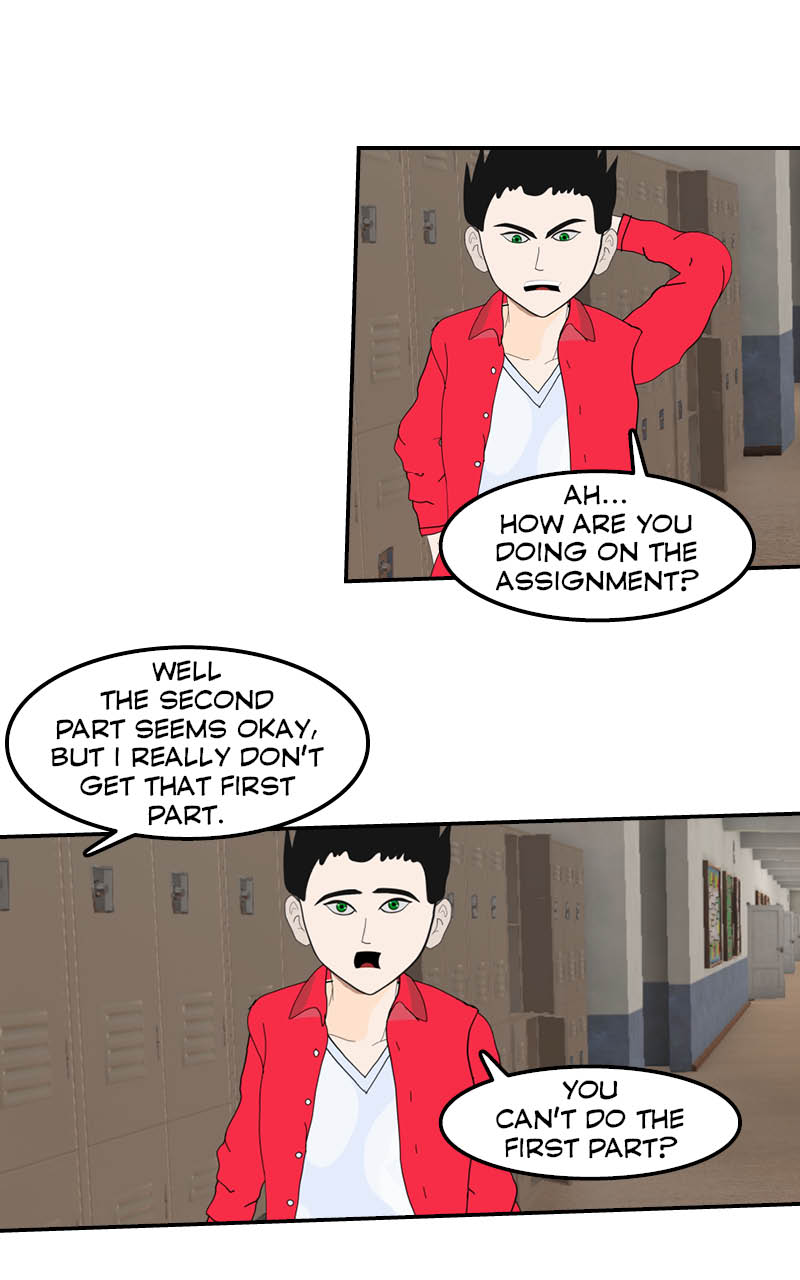 AH...
HOW ARE YOU
DOING ON THE
ASSIGNMENT?
WELL
THE SECOND
PART SEEMS OKAY,
BUT I REALLY DON'T
GET THAT FIRST
PART.
YOU
CAN'T DO THE
FIRST PART?